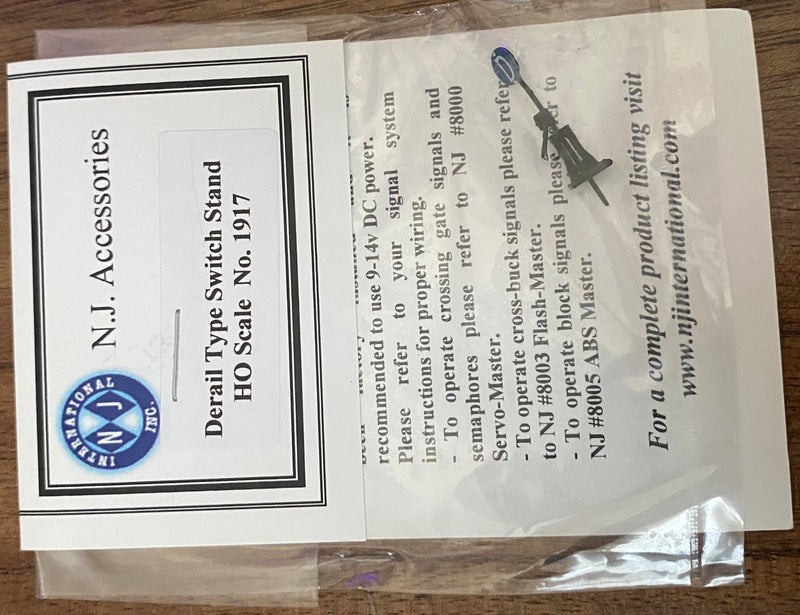 N.J. Accessories
INTERNATIONAL
NJ
INC.
Derail Type Switch Stand
HO Scale No. 1917
recommended to use 9-14v DC power.
Please refer to your signal system
instructions for proper wiring.
- To operate crossing gate signals and
semaphores please refer to NJ #8000
Servo-Master.
- To operate cross-buck signals please refer
to NJ #8003 Flash-Master.
- To operate block signals please to
NJ #8005 ABS Master.
For a complete product listing visit
www.njinternational.com